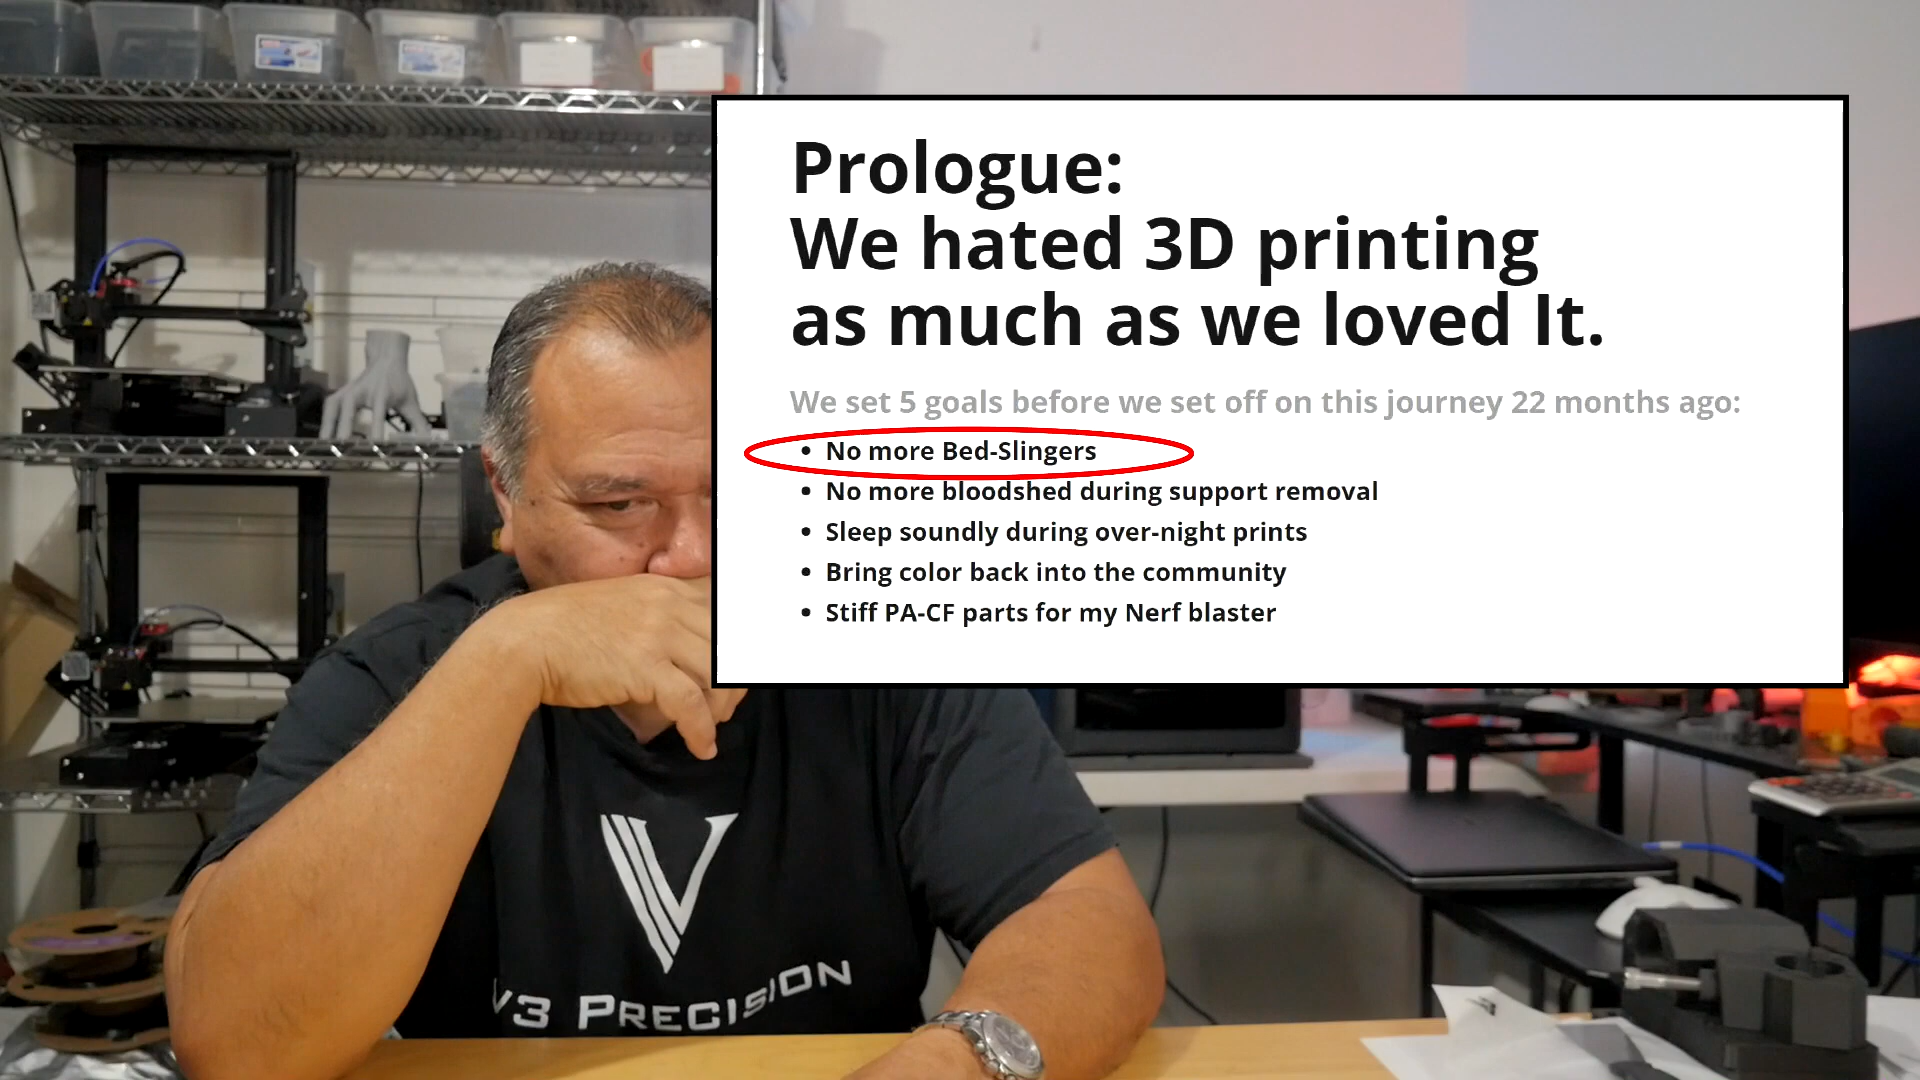 Prologue:
We hated 3D printing
as much as we loved It.
We set 5 goals before we set off on this journey 22 months ago:
• No more Bed-Slingers
• No more bloodshed during support removal
• Sleep soundly during over-night prints
• Bring color back into the community
• Stiff PA-CF parts for my Nerf blaster
V
V3 PRECISION